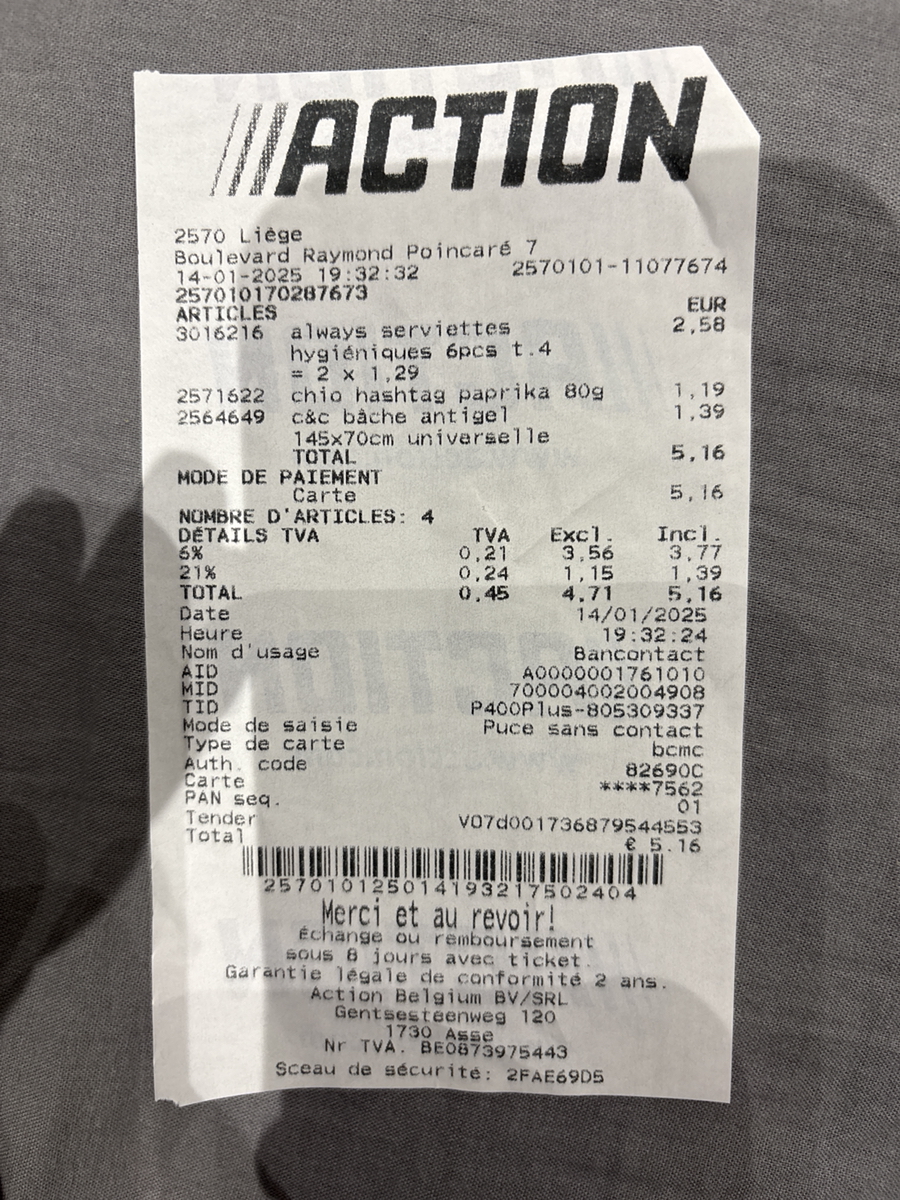 ACTION
2570 Liège
Boulevard Raymond Poincaré 7
14-01-2025 19:32:32 2570101-11077674
257010170287673
ARTICLES EUR
3016216 always serviettes 2,58
hygiéniques 6pcs t.4
= 2 x 1,29
2571622 chio hashtag paprika 80g 1,19
2564649 c&c bâche antigel 1,39
145x70cm universelle
TOTAL 5,16
MODE DE PAIEMENT
Carte 5,16
NOMBRE D'ARTICLES: 4
DÉTAILS TVA TVA Excl. Incl.
6% 0,21 3,56 3,77
21% 0,24 1,15 1,39
TOTAL 0,45 4,71 5,16
Date 14/01/2025
Heure 19:32:24
Nom d'usage Bancontact
AID A0000001761010
MID 700004002004908
TID P400Plus-805309337
Mode de saisie Puce sans contact
Type de carte bcmc
Auth. code 82690C
Carte ****7562
PAN seq. 01
Tender V07d001736879544553
Total € 5.16
2570101250141932175​02404
Merci et au revoir!
Échange ou remboursement
sous 8 jours avec ticket.
Garantie légale de conformité 2 ans.
Action Belgium BV/SRL
Gentsesteenweg 120
1730 Asse
Nr TVA. BE0873975443
Sceau de sécurité: 2FAE69D5